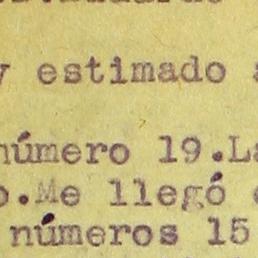 y estimado a
número 19.La
o.Me llegó
números 15